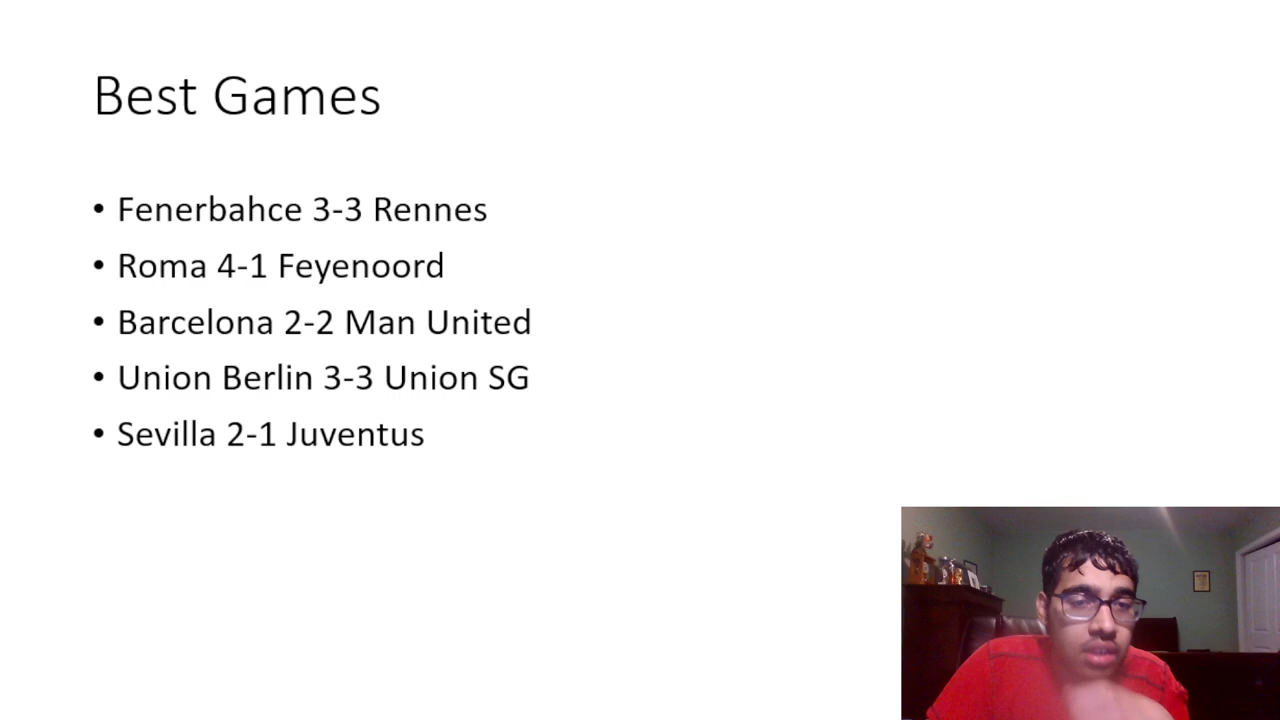 Best Games
• Fenerbahce 3-3 Rennes
• Roma 4-1 Feyenoord
• Barcelona 2-2 Man United
• Union Berlin 3-3 Union SG
• Sevilla 2-1 Juventus